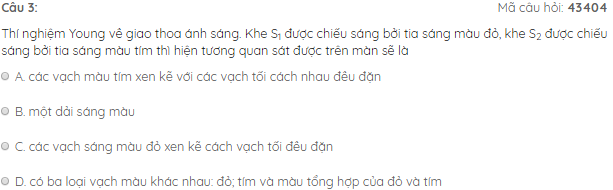 Câu 3: Mã câu hỏi: 43404
Thí nghiệm Young về giao thoa ánh sáng. Khe S₁ được chiếu sáng bởi tia sáng màu đỏ, khe S₂ được chiếu
sáng bởi tia sáng màu tím thì hiện tương quan sát được trên màn sẽ là
A. các vạch màu tím xen kẽ với các vạch tối cách nhau đều đặn
B. một dải sáng màu
C. các vạch sáng màu đỏ xen kẽ cách vạch tối đều đặn
D. có ba loại vạch màu khác nhau: đỏ; tím và màu tổng hợp của đỏ và tím